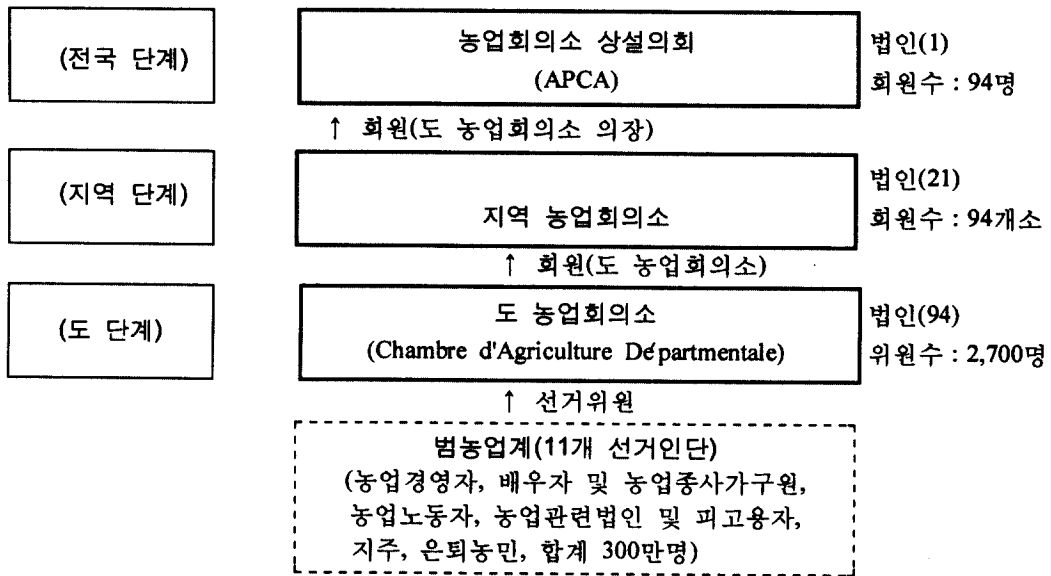 (전국 단계)
농업회의소 상설의회
(APCA)
법인(1)
회원수 : 94명
↑ 회원(도 농업회의소 의장)
(지역 단계)
지역 농업회의소
법인(21)
회원수 : 94개소
↑ 회원(도 농업회의소)
(도 단계)
도 농업회의소
(Chambre d'Agriculture Départmentale)
법인(94)
위원수 : 2,700명
↑ 선거위원
범농업계(11개 선거인단)
(농업경영자, 배우자 및 농업종사가구원,
농업노동자, 농업관련법인 및 피고용자,
지주, 은퇴농민, 합계 300만명)